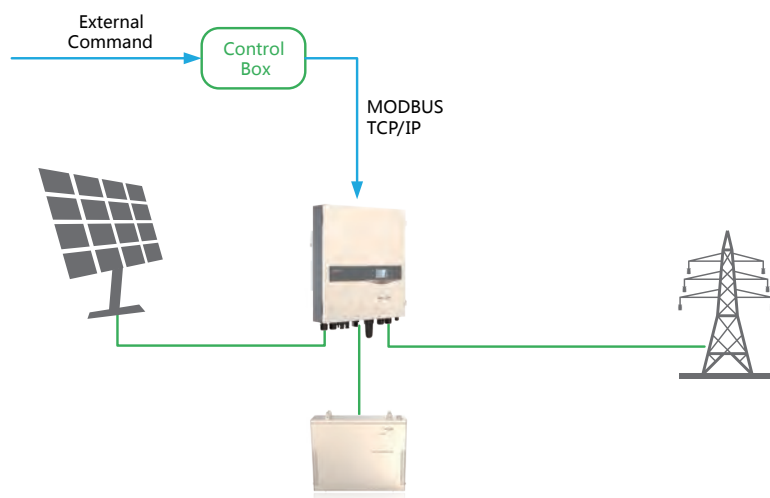 External
Command
Control
Box
MODBUS
TCP/IP